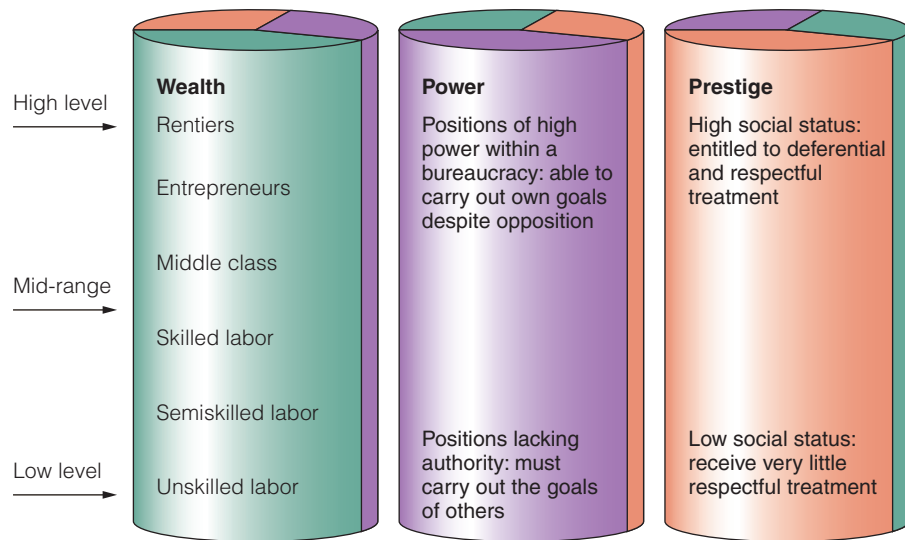 High level
Mid-range
Low level
Wealth
Rentiers
Entrepreneurs
Middle class
Skilled labor
Semiskilled labor
Unskilled labor
Power
Positions of high
power within a
bureaucracy: able to
carry out own goals
despite opposition
Positions lacking
authority: must
carry out the goals
of others
Prestige
High social status:
entitled to deferential
and respectful
treatment
Low social status:
receive very little
respectful treatment